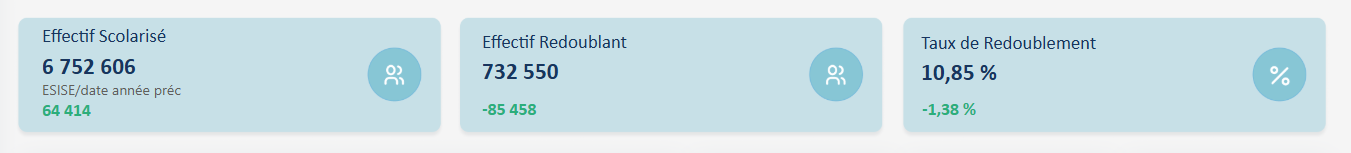 Effectif Scolarisé
6 752 606
ESISE/date année préc
64 414
Effectif Redoublant
732 550
-85 458
Taux de Redoublement
10,85 %
-1,38 %